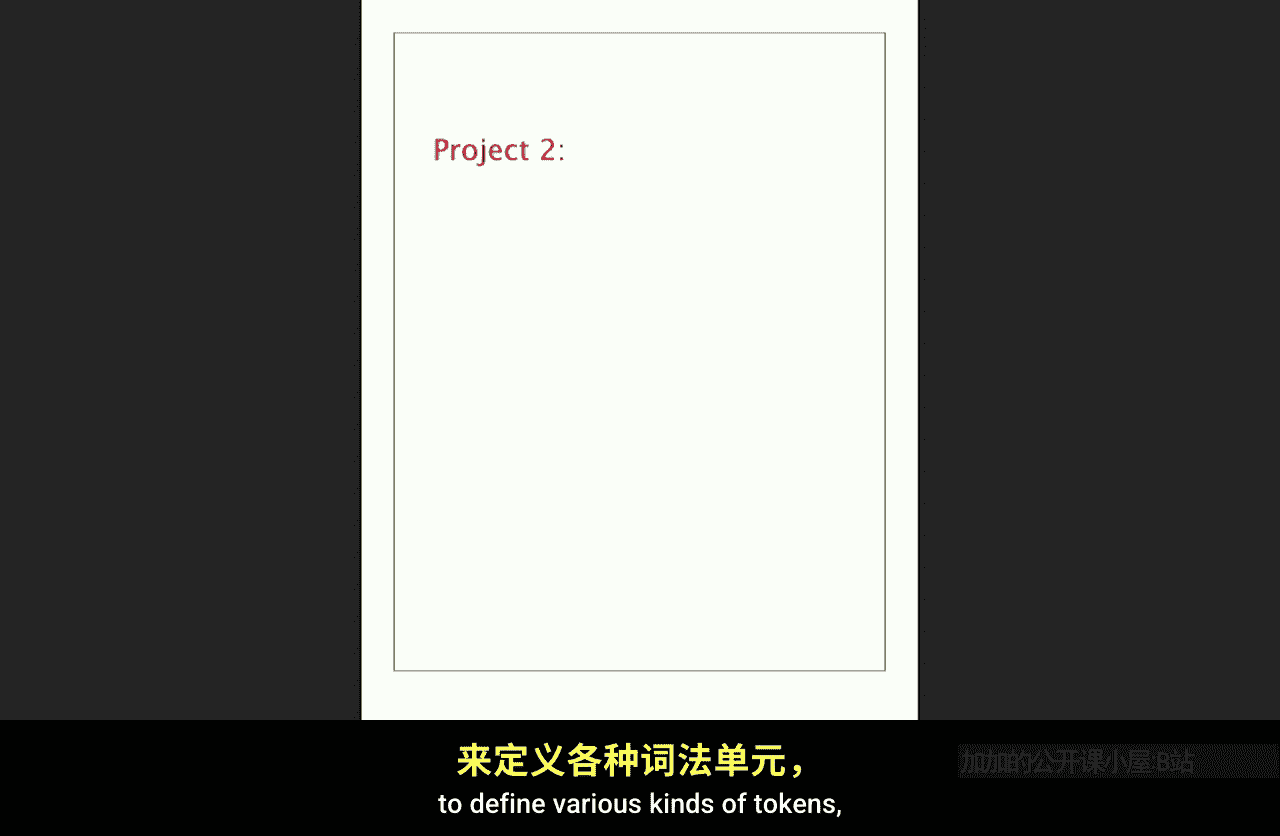 Project 2:
来定义各种词法单元，
加加的公开课小屋·B站
to define various kinds of tokens,